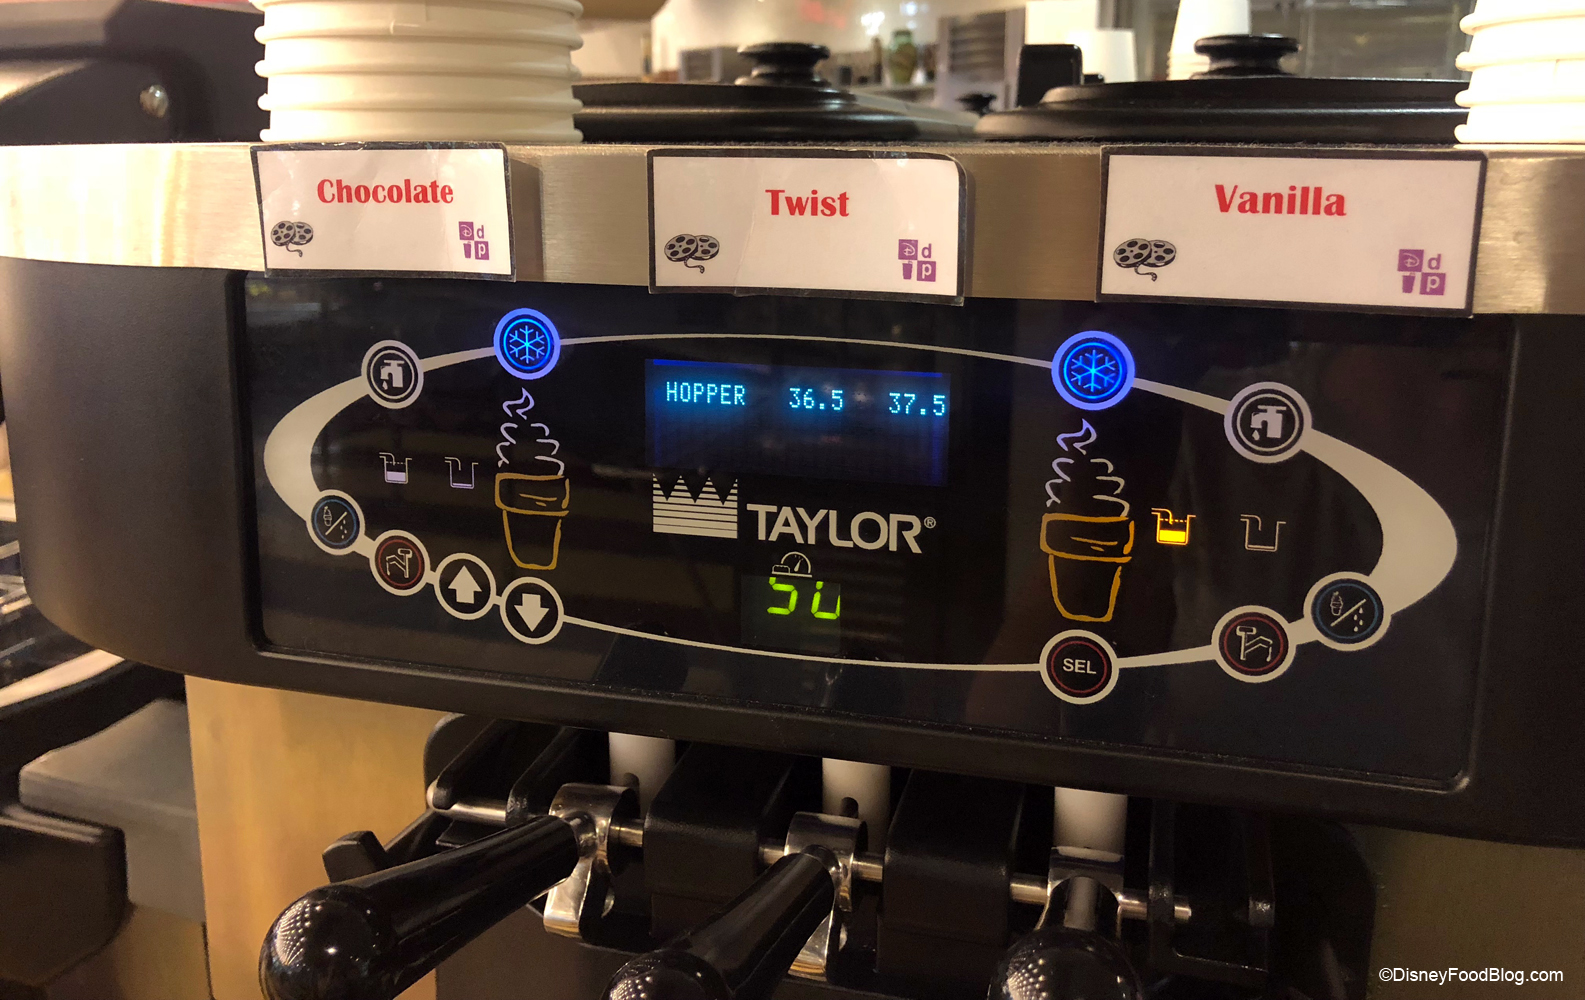 Chocolate
Twist
Vanilla
D d
p
D d
p
D d
p
HOPPER 36.5 37.5
TAYLOR®
SEL
©DisneyFoodBlog.com